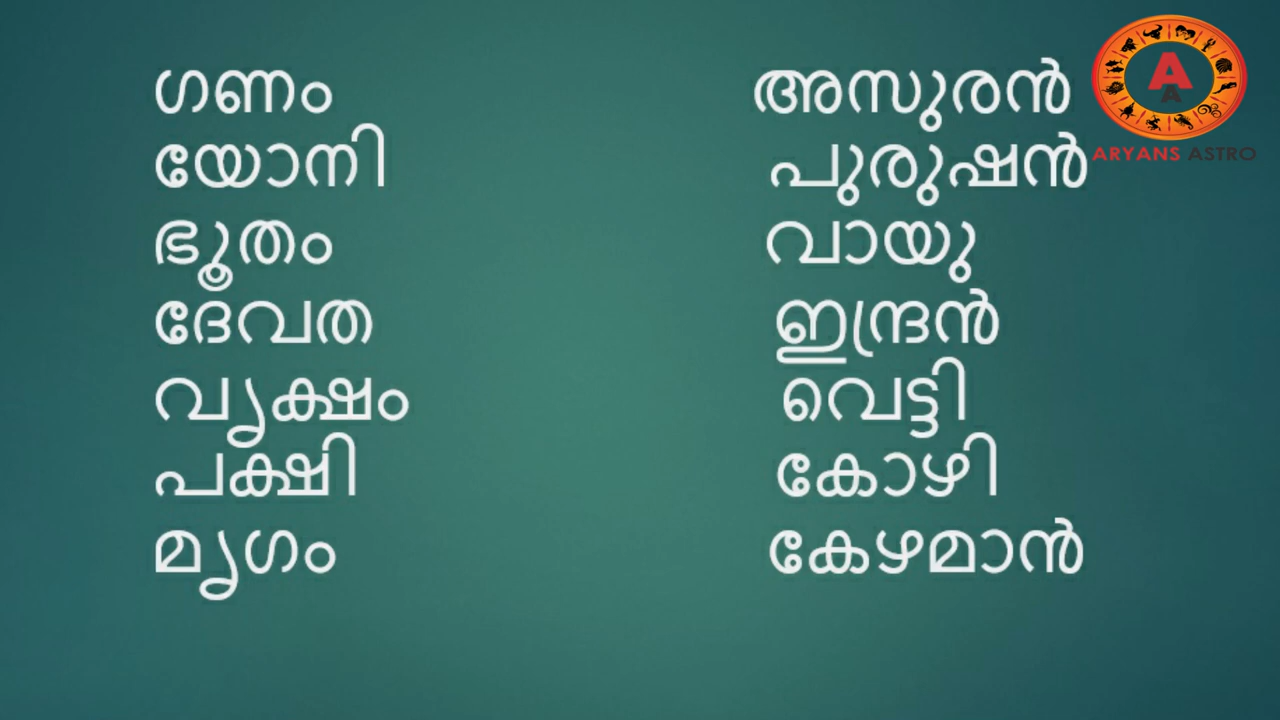 ഗണം അസുരൻ
യോനി പുരുഷൻ
ഭൂതം വായു
ദേവത ഇന്ദ്രൻ
വൃക്ഷം വെട്ടി
പക്ഷി കോഴി
മൃഗം കേഴമാൻ
A
A
ARYANS ASTRO